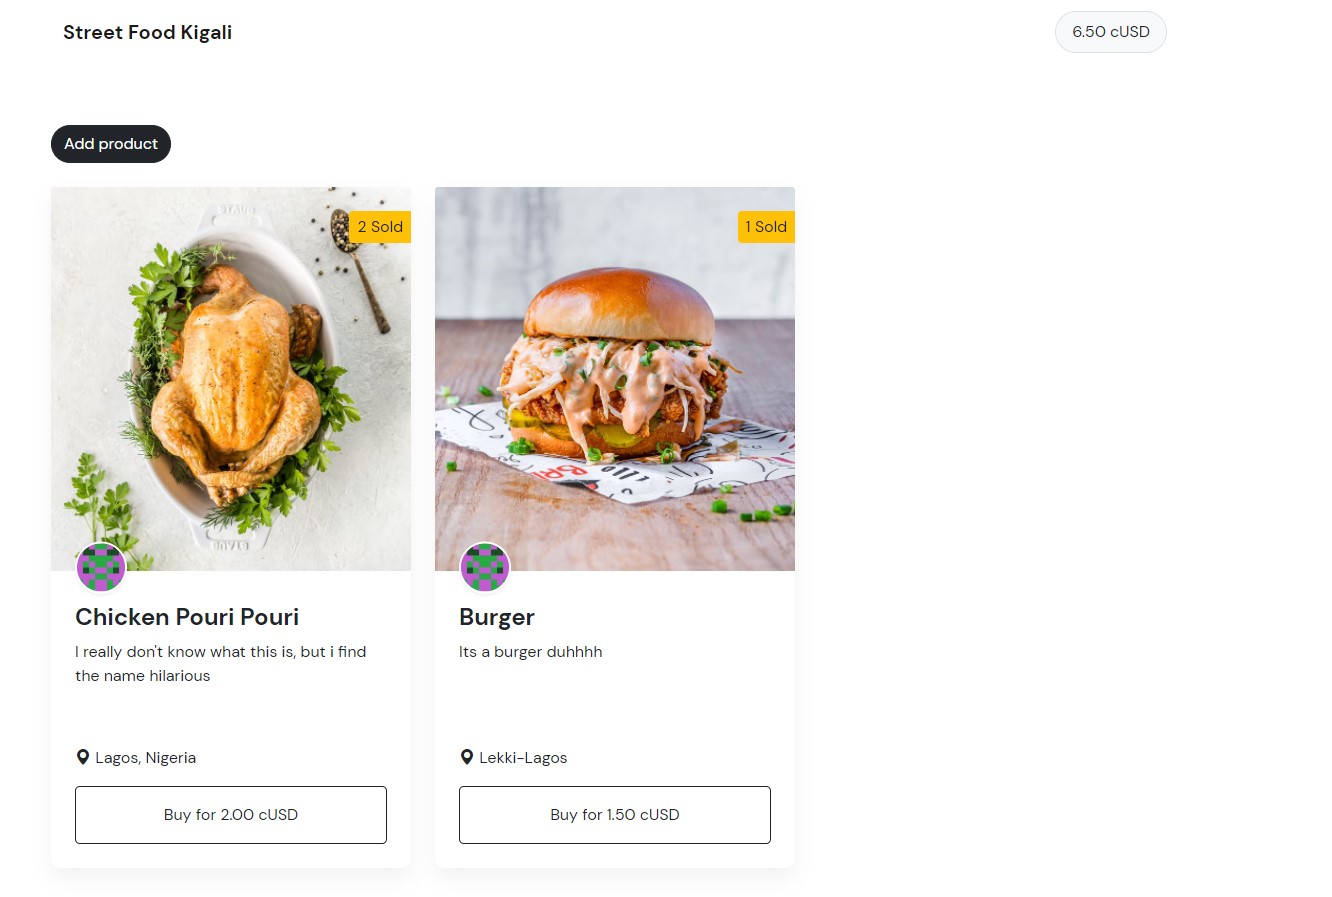 Street Food Kigali
6.50 cUSD
Add product
STAUB
2 Sold
STAUB
Chicken Pouri Pouri
I really don't know what this is, but i find
the name hilarious
Lagos, Nigeria
Buy for 2.00 cUSD
1 Sold
Burger
Its a burger duhhhh
Lekki-Lagos
Buy for 1.50 cUSD